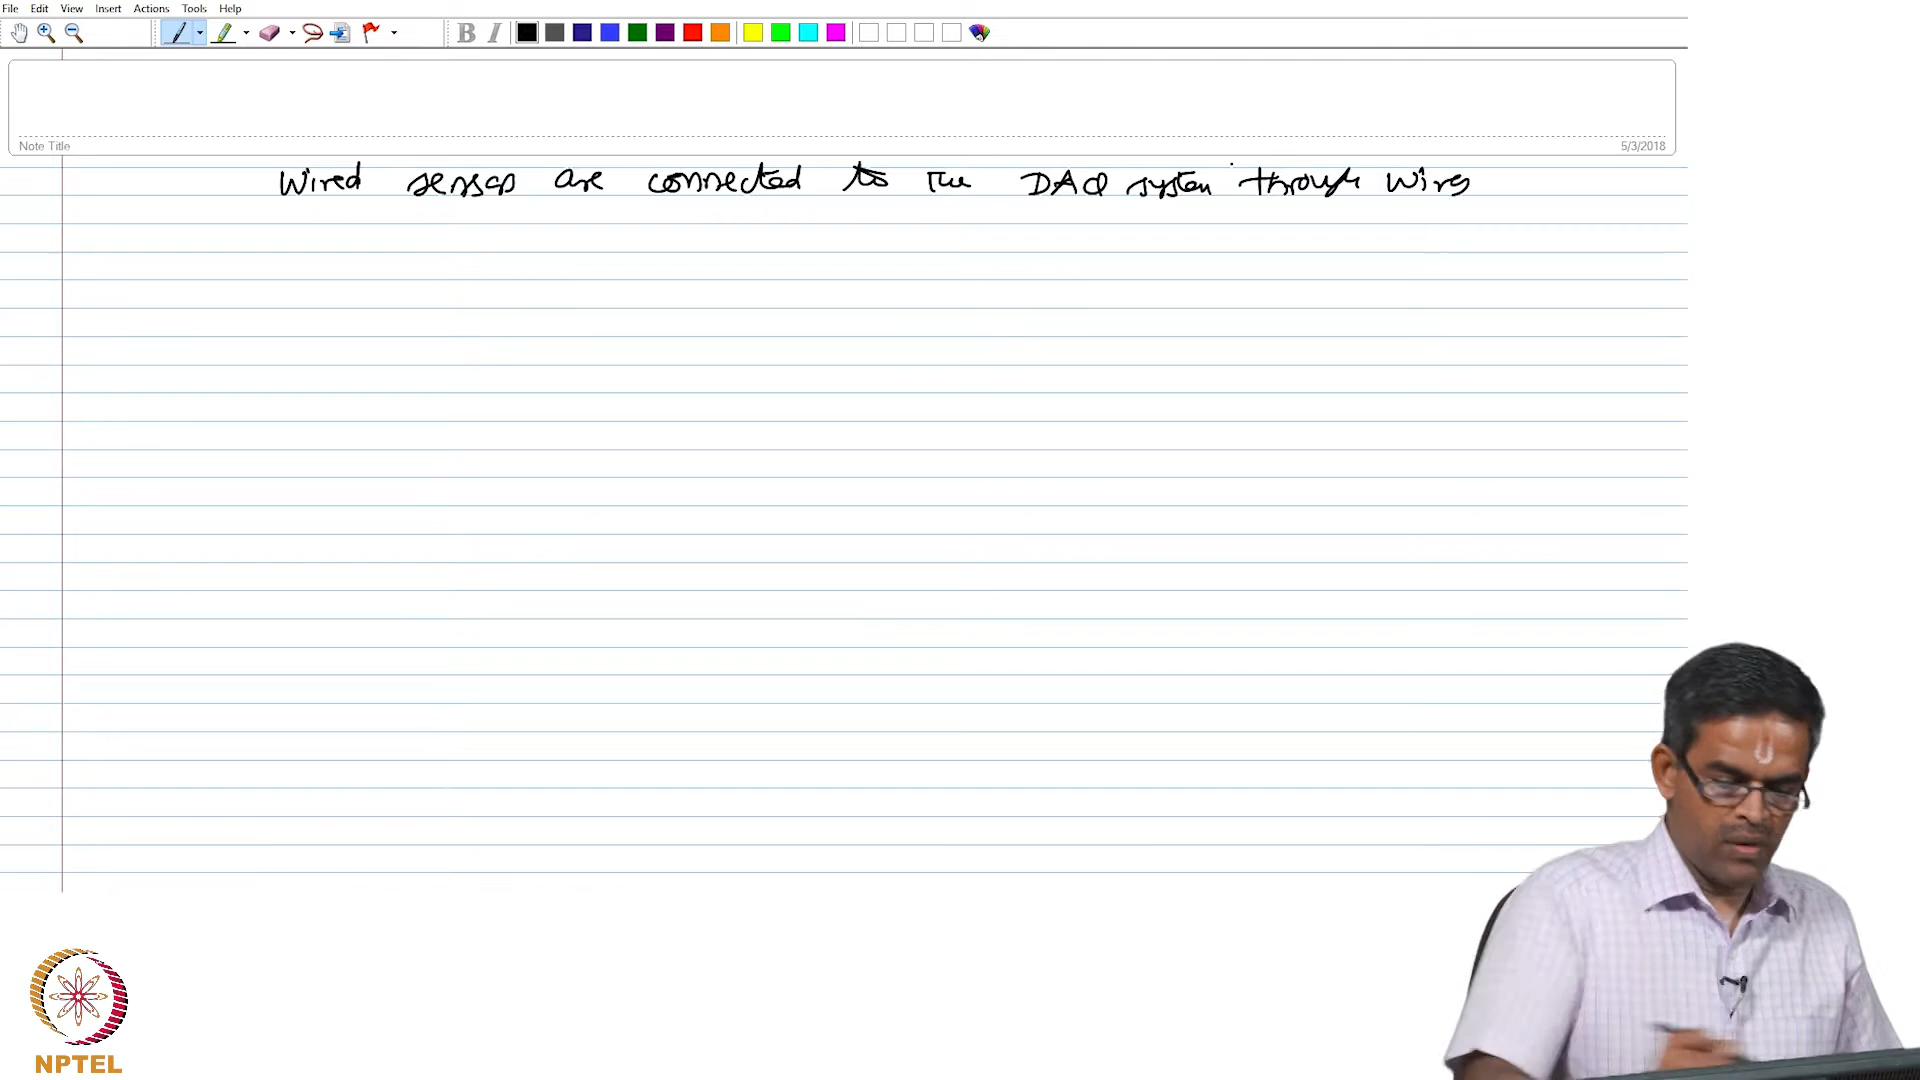 File Edit View Insert Actions Tools Help
B I
Note Title
5/3/2018
Wired sensors are connected to the DAQ system through wires
NPTEL